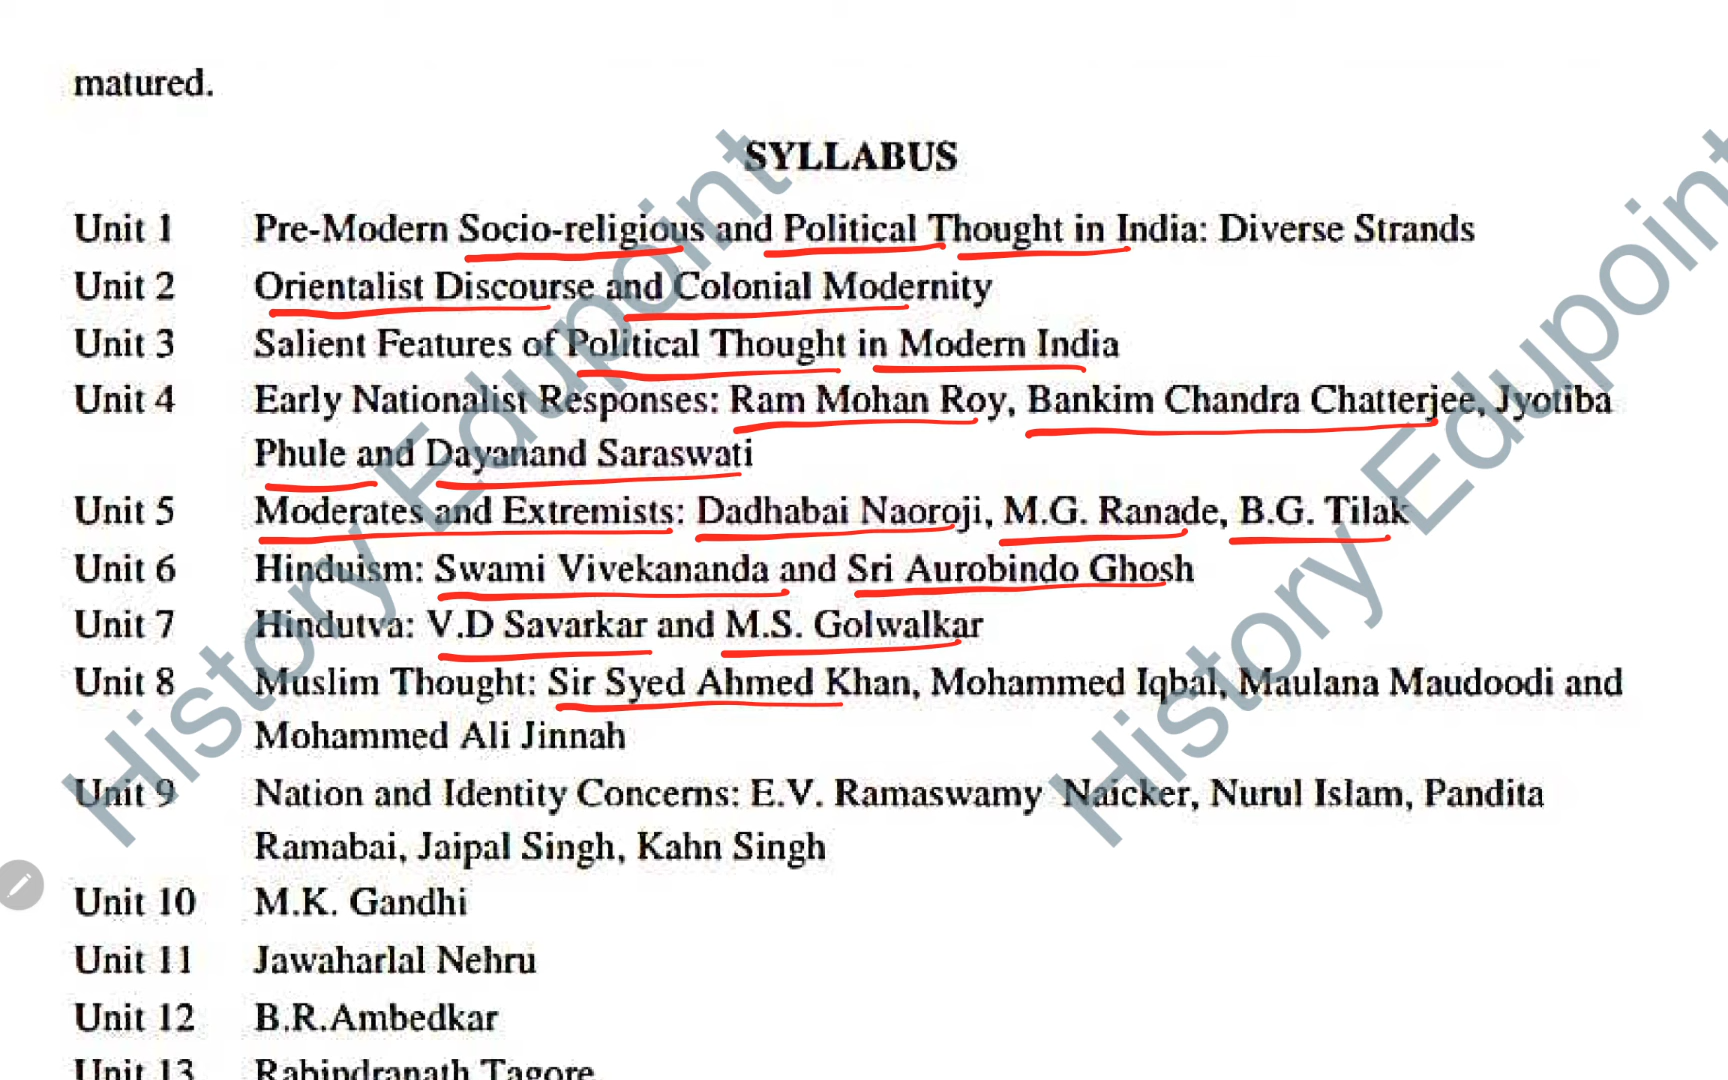 matured.
SYLLABUS
Unit 1 Pre-Modern Socio-religious and Political Thought in India: Diverse Strands
Unit 2 Orientalist Discourse and Colonial Modernity
Unit 3 Salient Features of Political Thought in Modern India
Unit 4 Early Nationalist Responses: Ram Mohan Roy, Bankim Chandra Chatterjee, Jyotiba
Phule and Dayanand Saraswati
Unit 5 Moderates and Extremists: Dadhabai Naoroji, M.G. Ranade, B.G. Tilak
Unit 6 Hinduism: Swami Vivekananda and Sri Aurobindo Ghosh
Unit 7 Hindutva: V.D Savarkar and M.S. Golwalkar
Unit 8 Muslim Thought: Sir Syed Ahmed Khan, Mohammed Iqbal, Maulana Maudoodi and
Mohammed Ali Jinnah
Unit 9 Nation and Identity Concerns: E.V. Ramaswamy Naicker, Nurul Islam, Pandita
Ramabai, Jaipal Singh, Kahn Singh
Unit 10 M.K. Gandhi
Unit 11 Jawaharlal Nehru
Unit 12 B.R.Ambedkar
Unit 13 Rabindranath Tagore
History Edupoint
History Edupoint